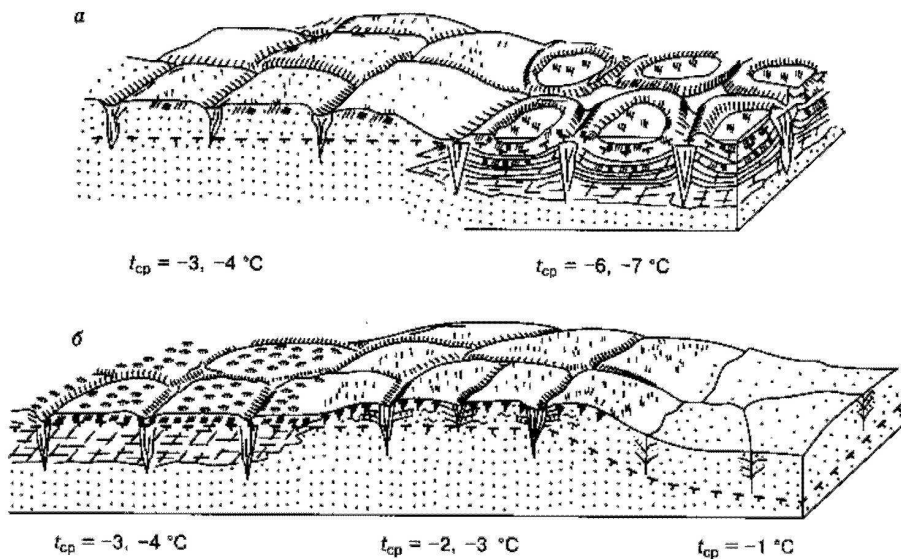 а
t_ср = −3, −4 °C t_ср = −6, −7 °C
б
t_ср = −3, −4 °C t_ср = −2, −3 °C t_ср = −1 °C